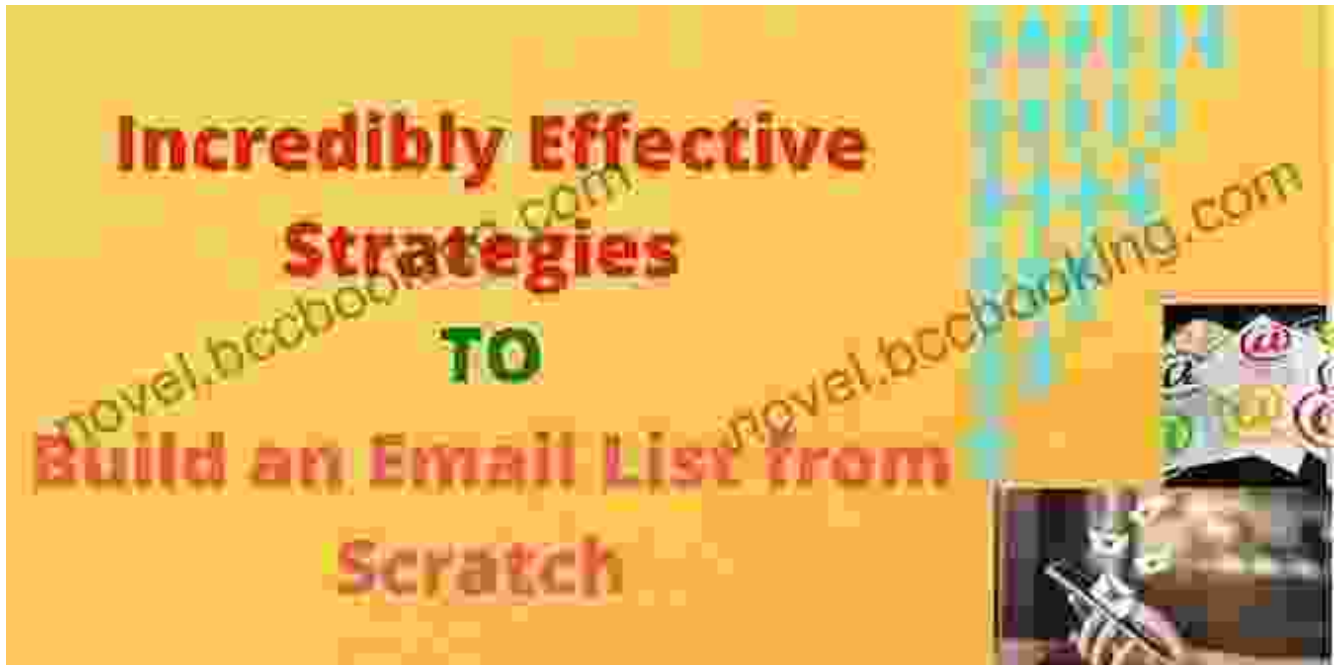 Incredibly Effective
Strategies
TO
Build an Email List from
Scratch
novel.bccbooking.com
novel.bccbooking.com